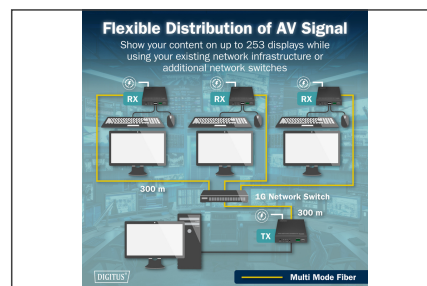 Flexible Distribution of AV Signal
Show your content on up to 253 displays while
using your existing network infrastructure or
additional network switches
RX
RX
RX
300 m
1G Network Switch
300 m
TX
DIGITUS
Multi Mode Fiber